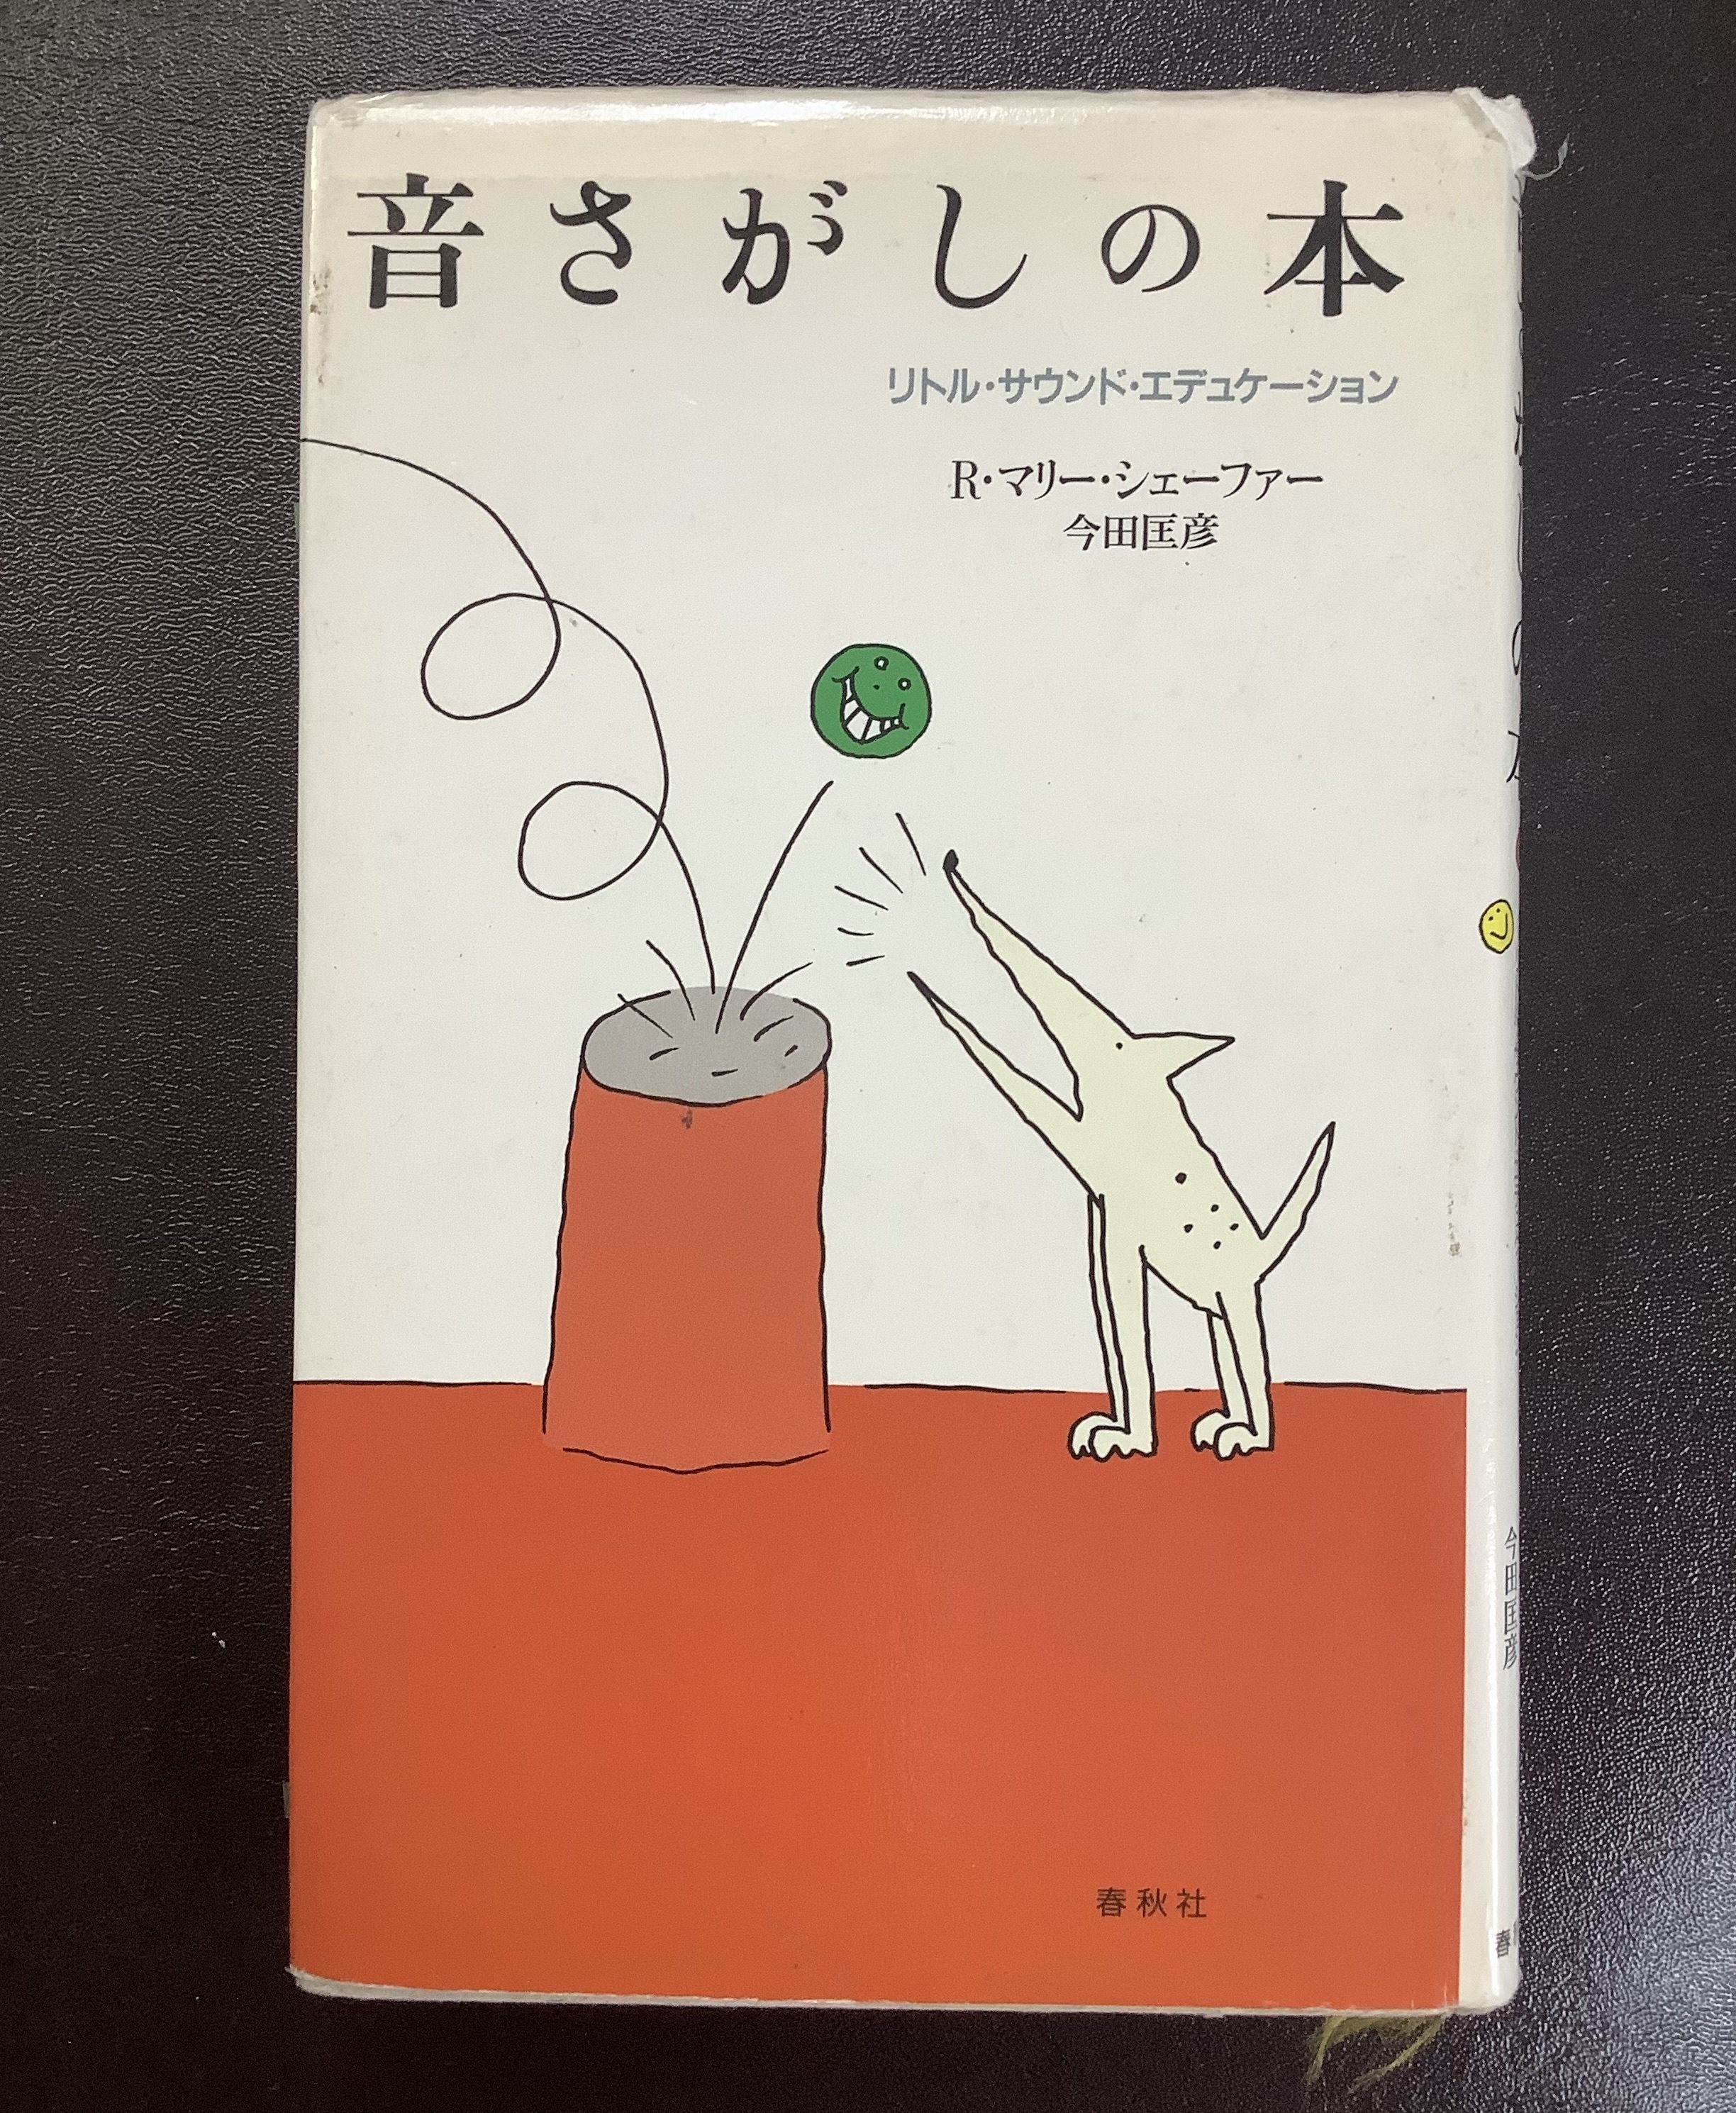 音さがしの本
リトル・サウンド・エデュケーション
R・マリー・シェーファー
今田匡彦
春秋社
今田匡彦
春